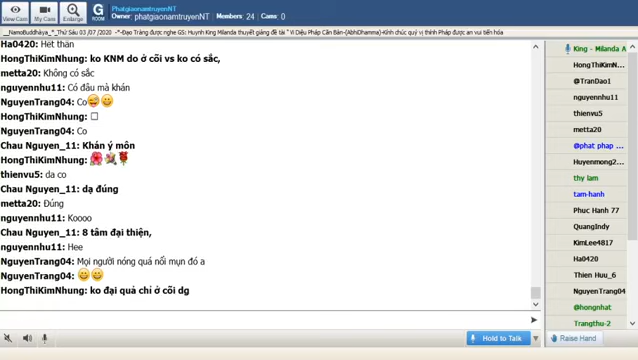 View Cam
My Cam
Enlarge
G
ROOM
Chatroom: phatgiaonamtruyenNT
Owner: phatgiaonamtruyenNT
Members: 24
Cams: 0
Ha0420: Hết thân
HongThiKimNhung: ko KNM do ở cõi vs ko có sắc,
metta20: Không có sắc
nguyennhu11: Có đâu mà khán
NguyenTrang04: Co
HongThiKimNhung: □
NguyenTrang04: Co
Chau Nguyen_11: Khán ý môn
HongThiKimNhung:
thienvu5: da co
Chau Nguyen_11: dạ đúng
metta20: Đúng
nguyennhu11: Koooo
Chau Nguyen_11: 8 tâm đại thiện,
nguyennhu11: Hee
NguyenTrang04: Mọi người nóng quá nổi mụn đó a
NguyenTrang04:
HongThiKimNhung: ko đại quả chỉ ở cõi dg
King - Milanda A
HongThiKimN...
@TranDao1
nguyennhu11
thienvu5
metta20
@phat phap ...
Huyenmong2...
thy lam
tam-hanh
Phuc Hanh 77
QuangIndy
KimLee4817
Ha0420
Thien Huu_6
NguyenTrang04
@hongnhat
Trangthu-2
Hold to Talk
Raise Hand